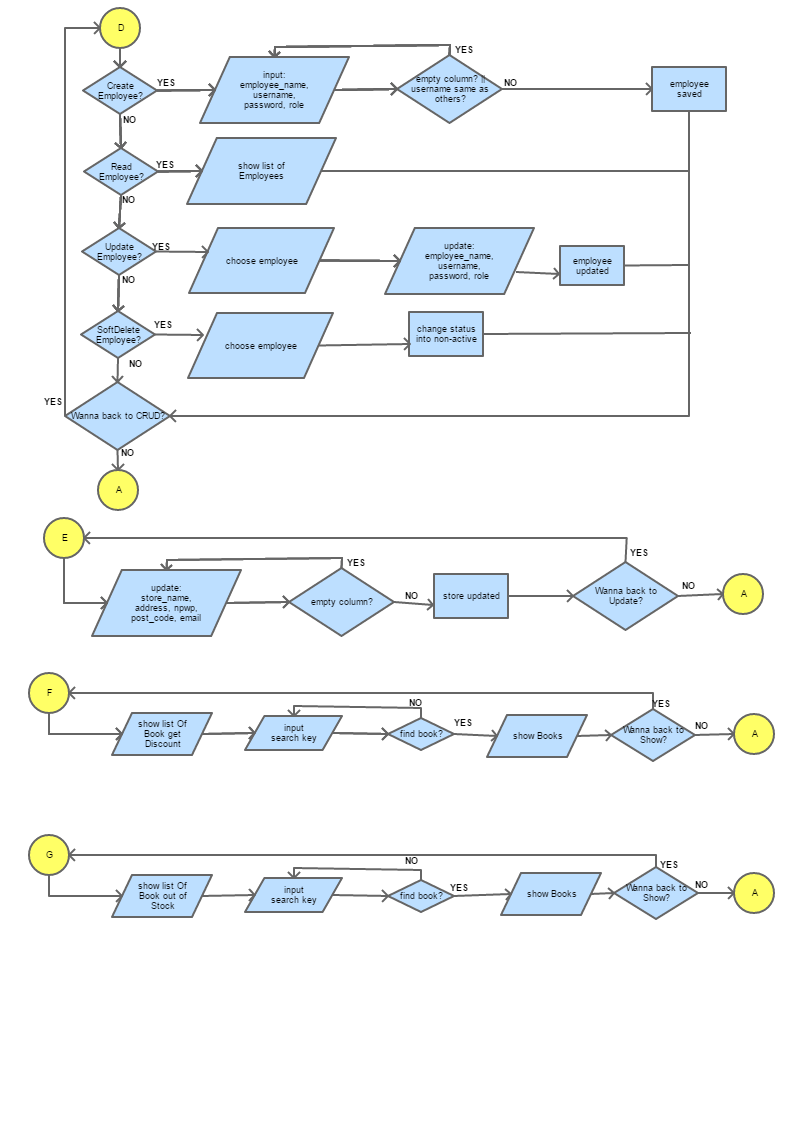 D
Create
Employee?
YES
input:
employee_name,
username,
password, role
YES
empty column? ||
username same as
others?
NO
employee
saved
NO
Read
Employee?
YES
show list of
Employees
NO
Update
Employee?
YES
choose employee
update:
employee_name,
username,
password, role
employee
updated
NO
SoftDelete
Employee?
YES
choose employee
change status
into non-active
NO
YES
Wanna back to CRUD?
NO
A
E
YES
update:
store_name,
address, npwp,
post_code, email
YES
empty column?
NO
store updated
Wanna back to
Update?
NO
A
F
show list Of
Book get
Discount
input
search key
NO
find book?
YES
show Books
YES
Wanna back to
Show?
NO
A
G
show list Of
Book out of
Stock
input
search key
NO
find book?
YES
show Books
YES
Wanna back to
Show?
NO
A